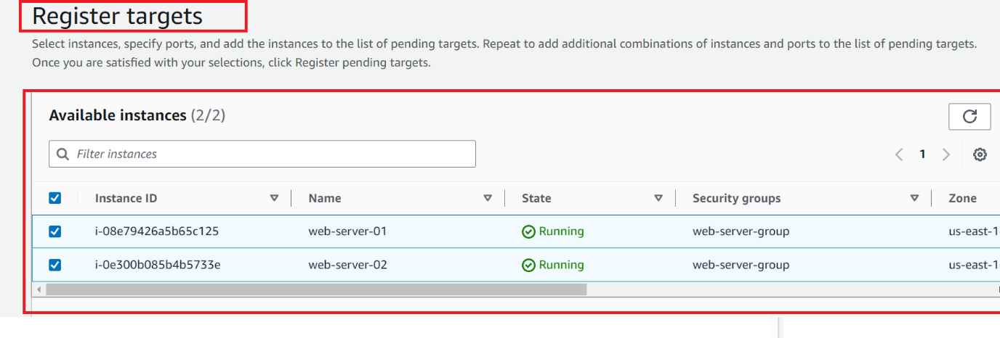 Register targets
Select instances, specify ports, and add the instances to the list of pending targets. Repeat to add additional combinations of instances and ports to the list of pending targets.
Once you are satisfied with your selections, click Register pending targets.
Available instances (2/2)
Filter instances
1
Instance ID Name State Security groups Zone
i-08e79426a5b65c125 web-server-01 Running web-server-group us-east-1
i-0e300b085b4b5733e web-server-02 Running web-server-group us-east-1